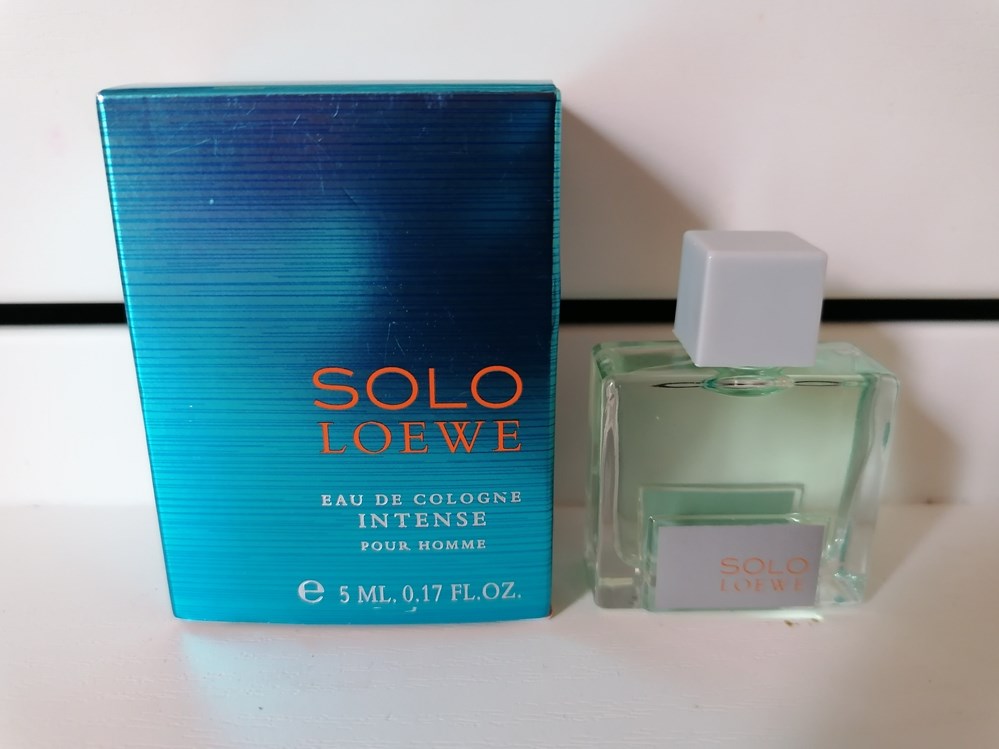 SOLO
LOEWE
EAU DE COLOGNE
INTENSE
POUR HOMME
e 5 ML, 0.17 FL.OZ.
SOLO
LOEWE